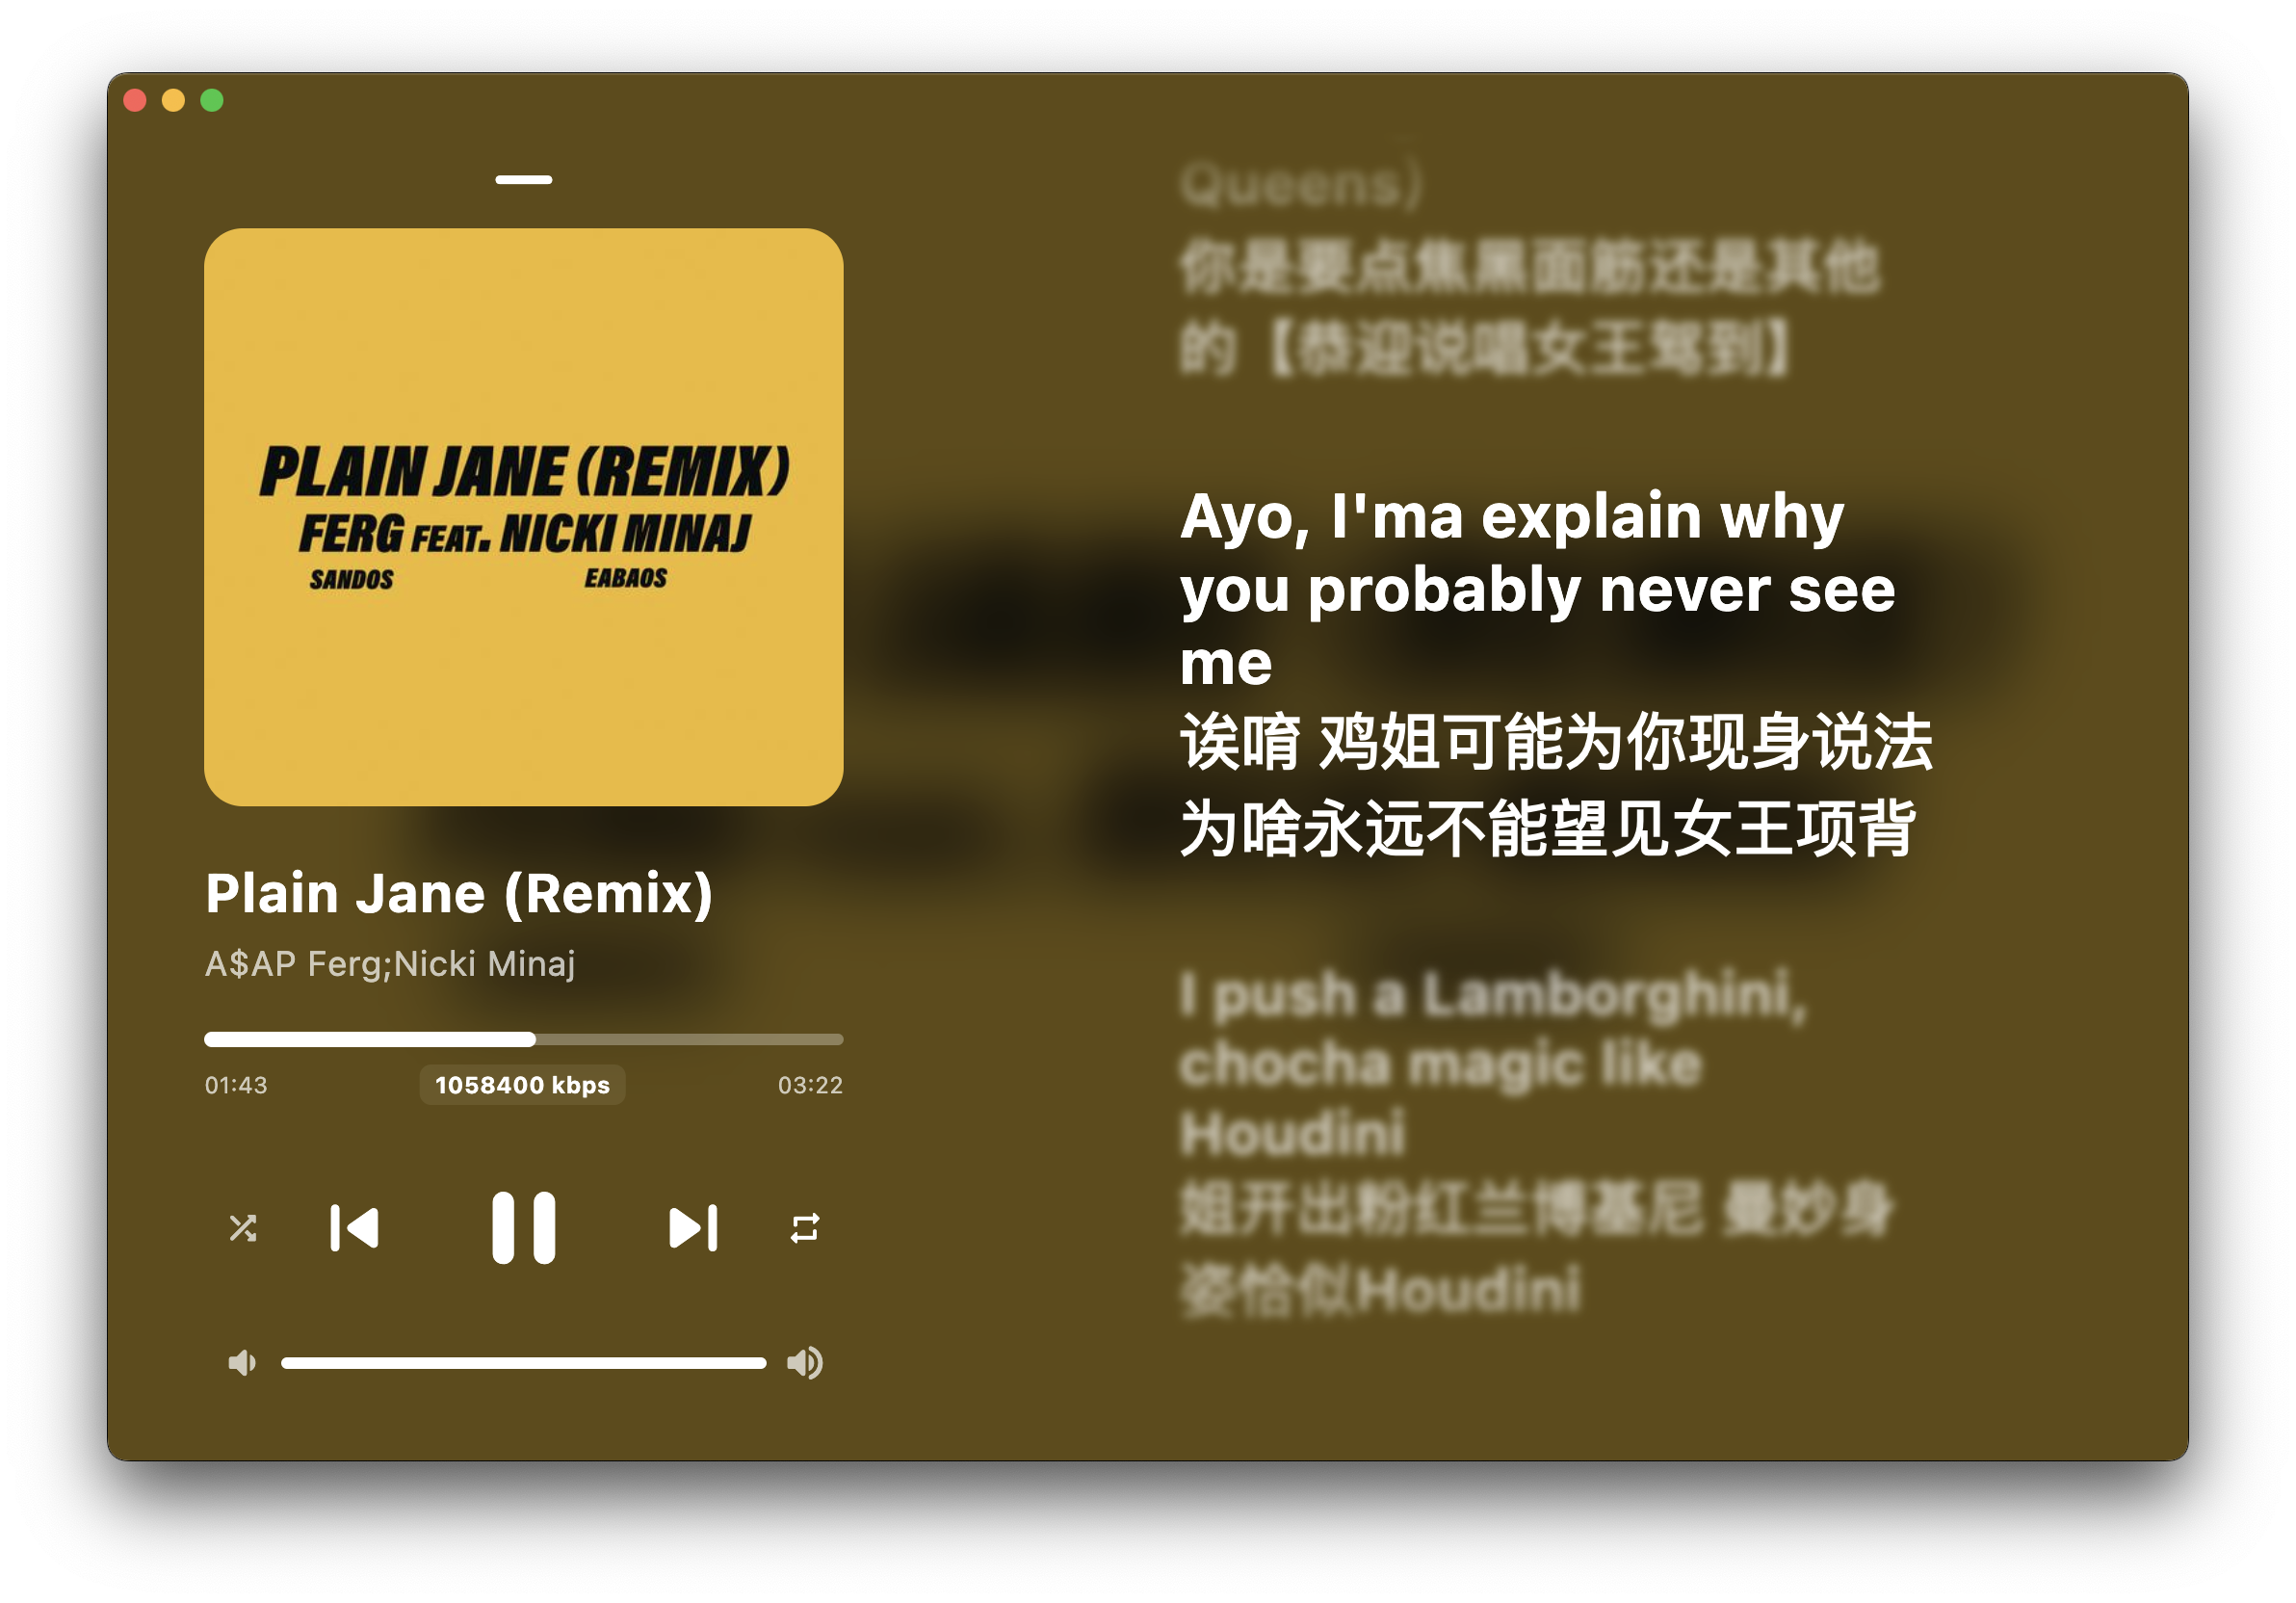 PLAIN JANE (REMIX)
FERG FEAT. NICKI MINAJ
SANDOS EABAOS
Plain Jane (Remix)
A$AP Ferg;Nicki Minaj
01:43 1058400 kbps 03:22
Queens)
你是要点焦黑面筋还是其他
的【恭迎说唱女王驾到】
Ayo, I'ma explain why
you probably never see
me
诶唷 鸡姐可能为你现身说法
为啥永远不能望见女王项背
I push a Lamborghini,
chocha magic like
Houdini
姐开出粉红兰博基尼 曼妙身
姿恰似Houdini